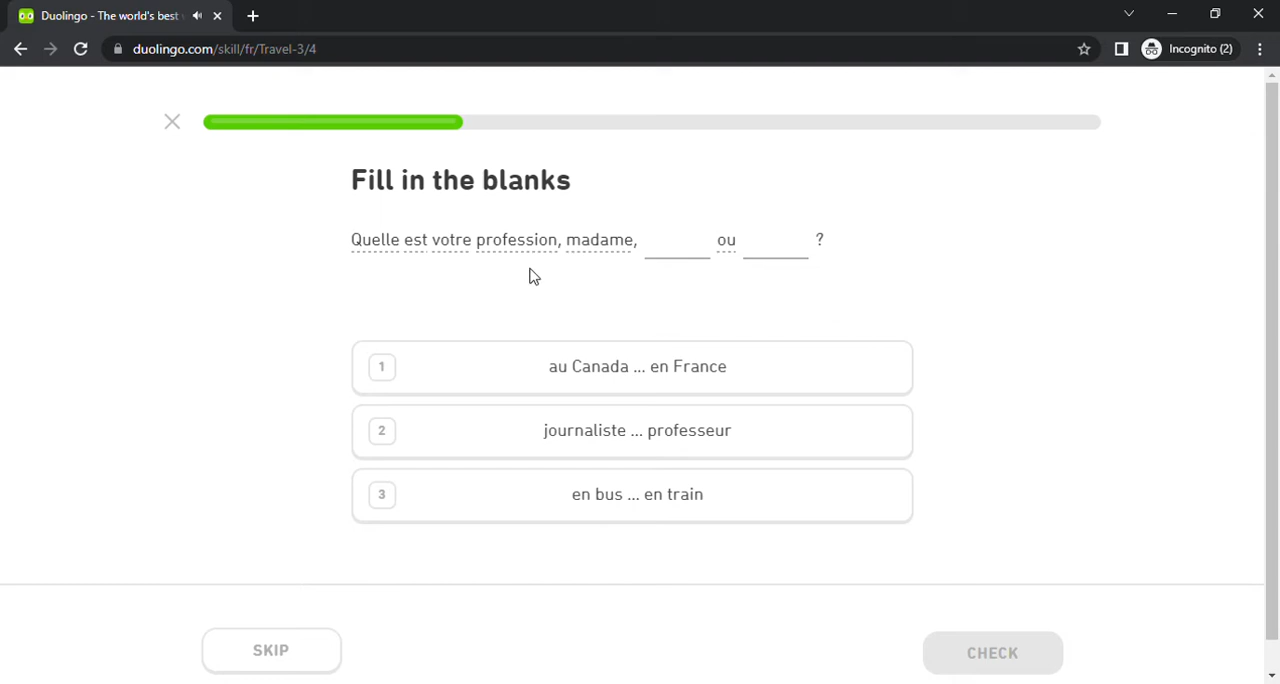 Duolingo - The world's best
duolingo.com/skill/fr/Travel-3/4
Incognito (2)
Fill in the blanks
Quelle est votre profession, madame, ______ ou ______ ?
1 au Canada ... en France
2 journaliste ... professeur
3 en bus ... en train
SKIP
CHECK